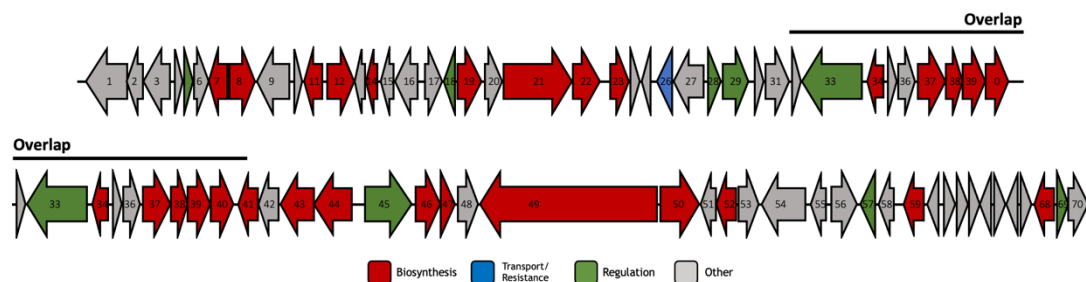 Overlap
1 2 3 6 7 8 9 11 12 14 15 16 17 18 19 20 21 22 23 26 27 28 29 31 33 34 36 37 38 39 0
Overlap
33 34 36 37 38 39 40 41 42 43 44 45 46 47 48 49 50 51 52 53 54 55 56 57 58 59 68 69 70
Biosynthesis Transport/ Regulation Other
Resistance